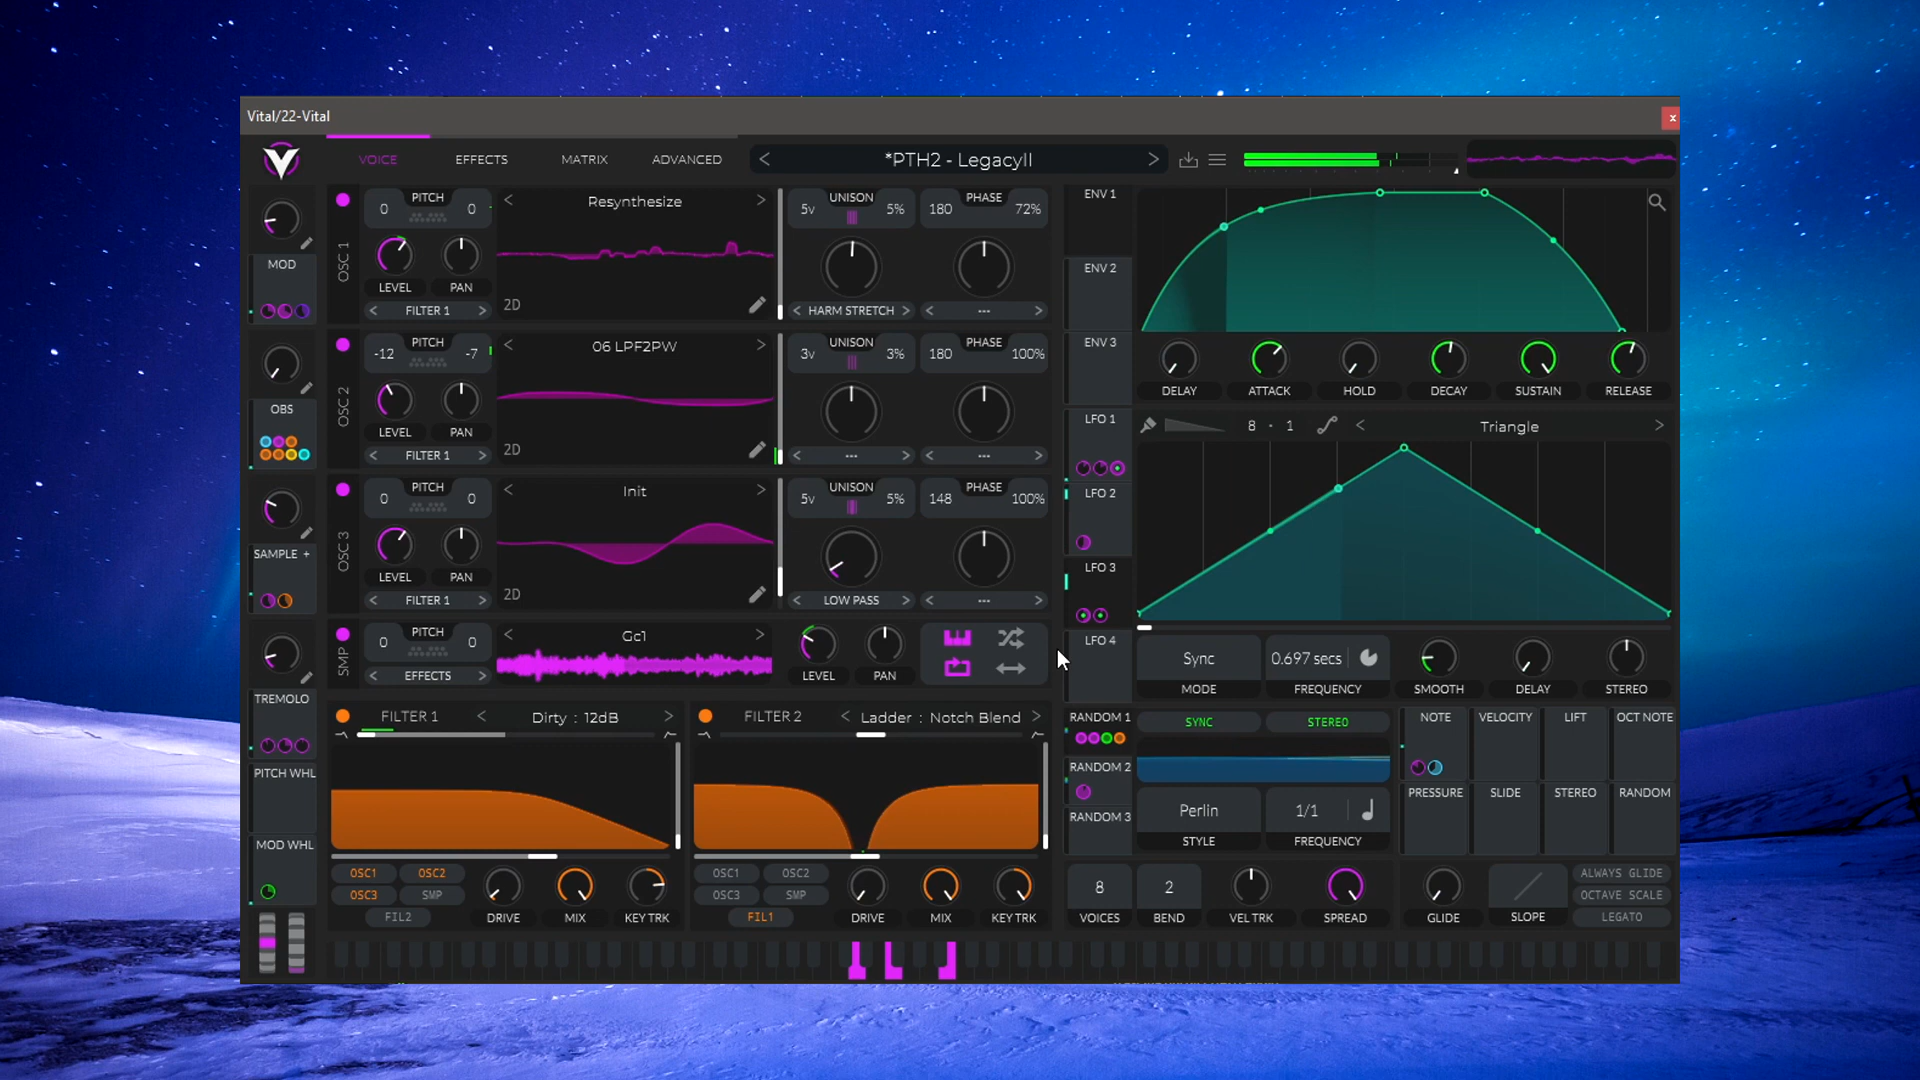 Vital/22-Vital
x
VOICE EFFECTS MATRIX ADVANCED
*PTH2 - LegacyII
MOD
OBS
SAMPLE +
TREMOLO
PITCH WHL
MOD WHL
OSC 1
0 PITCH 0
LEVEL PAN
FILTER 1
Resynthesize
2D
5v UNISON 5%
HARM STRETCH
180 PHASE 72%
---
OSC 2
-12 PITCH -7
LEVEL PAN
FILTER 1
06 LPF2PW
2D
3v UNISON 3%
---
180 PHASE 100%
---
OSC 3
0 PITCH 0
LEVEL PAN
FILTER 1
Init
2D
5v UNISON 5%
LOW PASS
148 PHASE 100%
---
SMP
0 PITCH 0
EFFECTS
Gc1
LEVEL PAN
FILTER 1 Dirty : 12dB
OSC1 OSC2
OSC3 SMP
FIL2
DRIVE MIX KEY TRK
FILTER 2 Ladder : Notch Blend
OSC1 OSC2
OSC3 SMP
FIL1
DRIVE MIX KEY TRK
ENV 1
ENV 2
ENV 3
DELAY ATTACK HOLD DECAY SUSTAIN RELEASE
LFO 1
LFO 2
LFO 3
LFO 4
8 · 1 Triangle
Sync
MODE
0.697 secs
FREQUENCY
SMOOTH DELAY STEREO
RANDOM 1
RANDOM 2
RANDOM 3
SYNC STEREO
Perlin
STYLE
1/1
FREQUENCY
NOTE VELOCITY LIFT OCT NOTE
PRESSURE SLIDE STEREO RANDOM
8
VOICES
2
BEND
VEL TRK SPREAD GLIDE SLOPE
ALWAYS GLIDE
OCTAVE SCALE
LEGATO